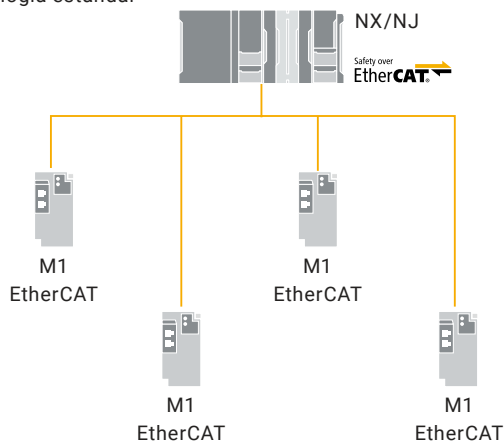 NX/NJ
Safety over
EtherCAT®
M1
EtherCAT
M1
EtherCAT
M1
EtherCAT
M1
EtherCAT